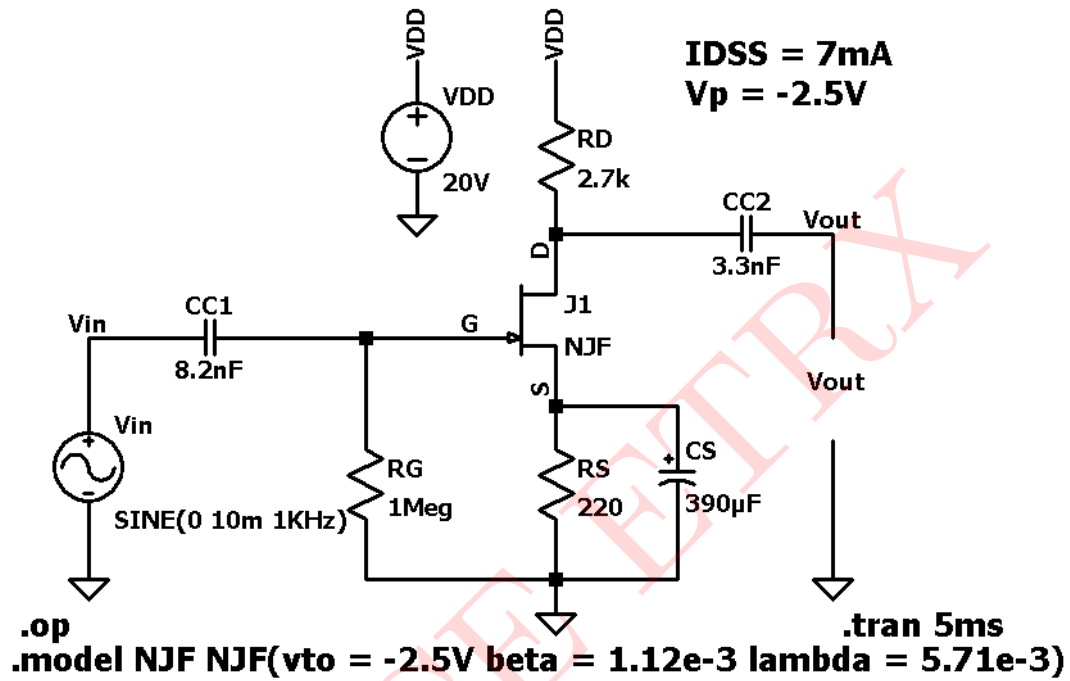 VDD
VDD
IDSS = 7mA
Vp = -2.5V
VDD
20V
RD
2.7k
CC2
3.3nF
Vout
D
J1
NJF
CC1
8.2nF
Vin
G
S
Vout
Vin
SINE(0 10m 1KHz)
RG
1Meg
RS
220
CS
390µF
.op
.tran 5ms
.model NJF NJF(vto = -2.5V beta = 1.12e-3 lambda = 5.71e-3)
CE ETRX